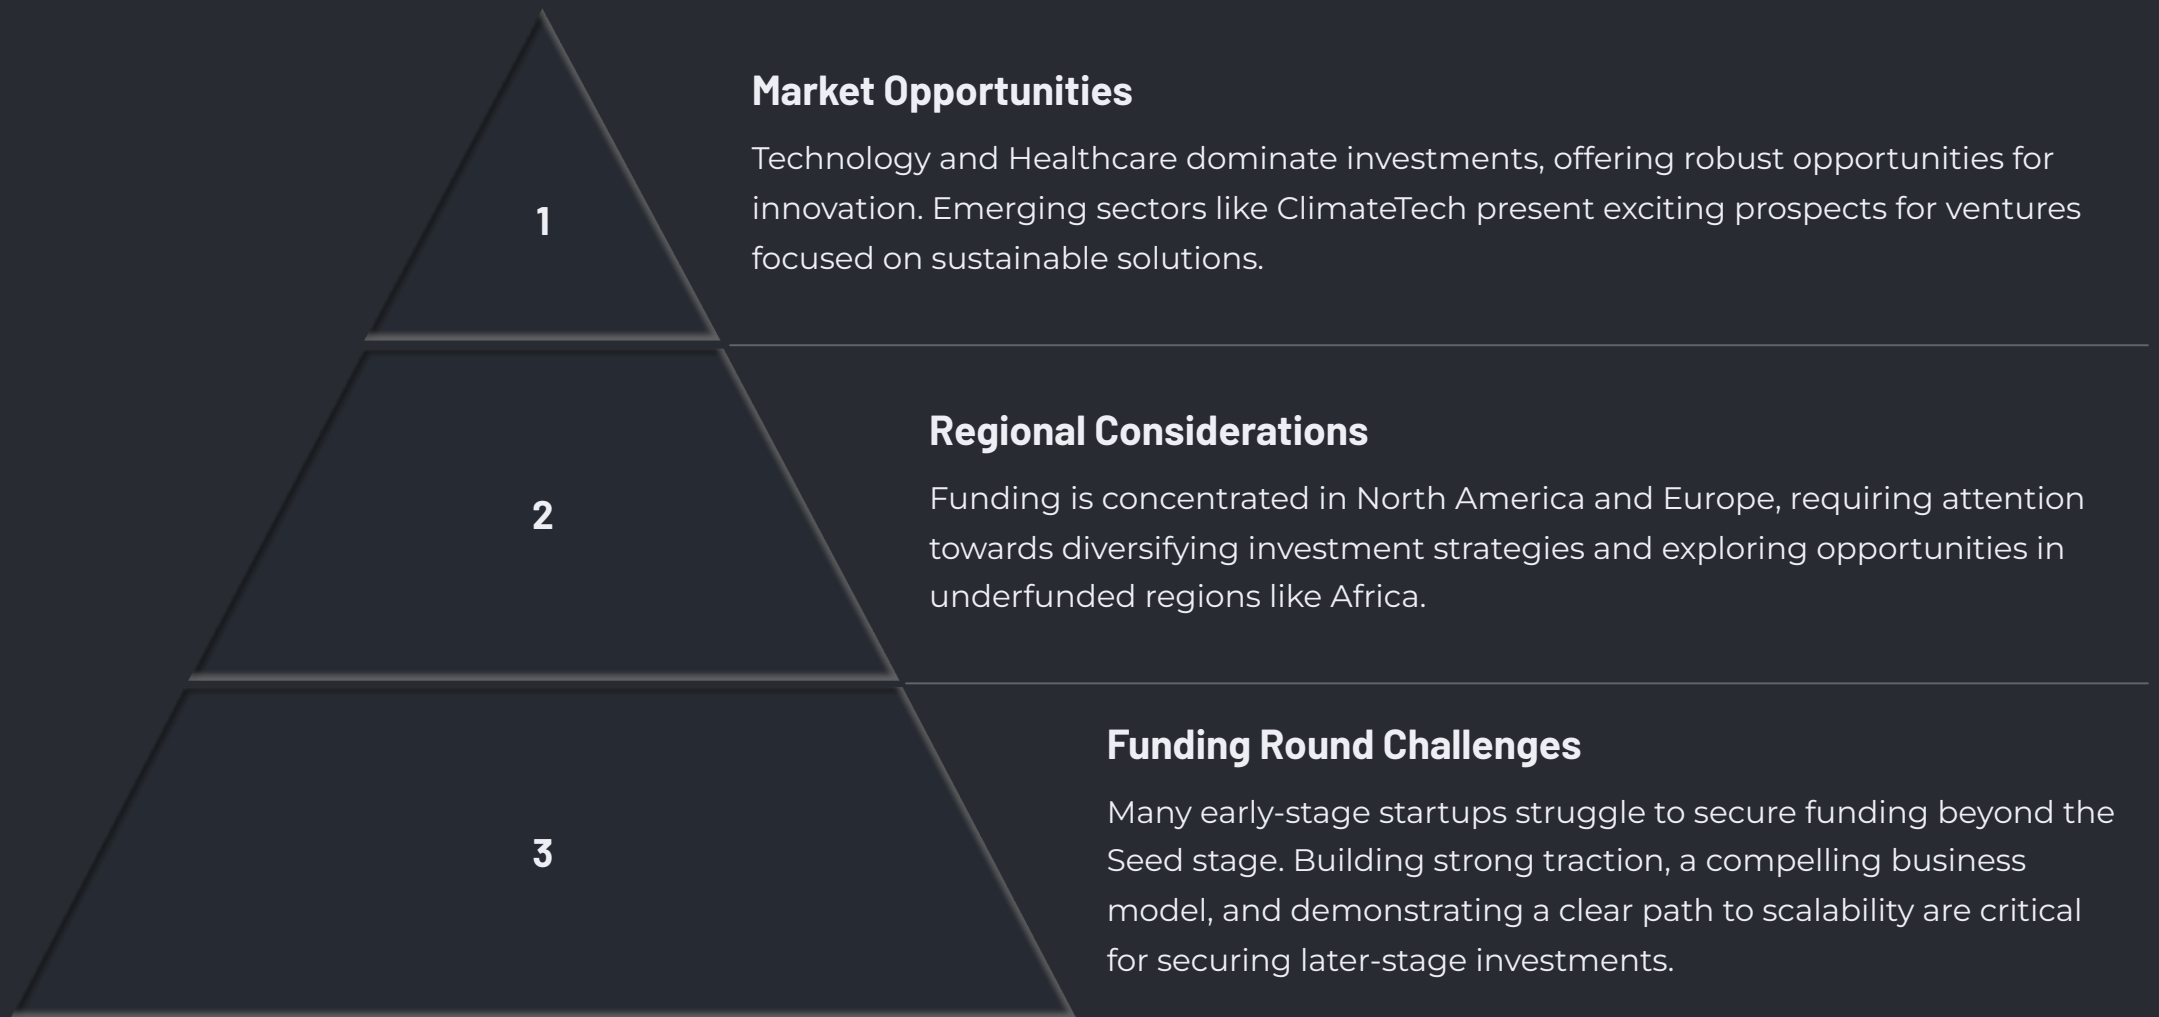 Market Opportunities
Technology and Healthcare dominate investments, offering robust opportunities for
innovation. Emerging sectors like ClimateTech present exciting prospects for ventures
focused on sustainable solutions.
1
Regional Considerations
Funding is concentrated in North America and Europe, requiring attention
towards diversifying investment strategies and exploring opportunities in
underfunded regions like Africa.
2
Funding Round Challenges
Many early-stage startups struggle to secure funding beyond the
Seed stage. Building strong traction, a compelling business
model, and demonstrating a clear path to scalability are critical
for securing later-stage investments.
3